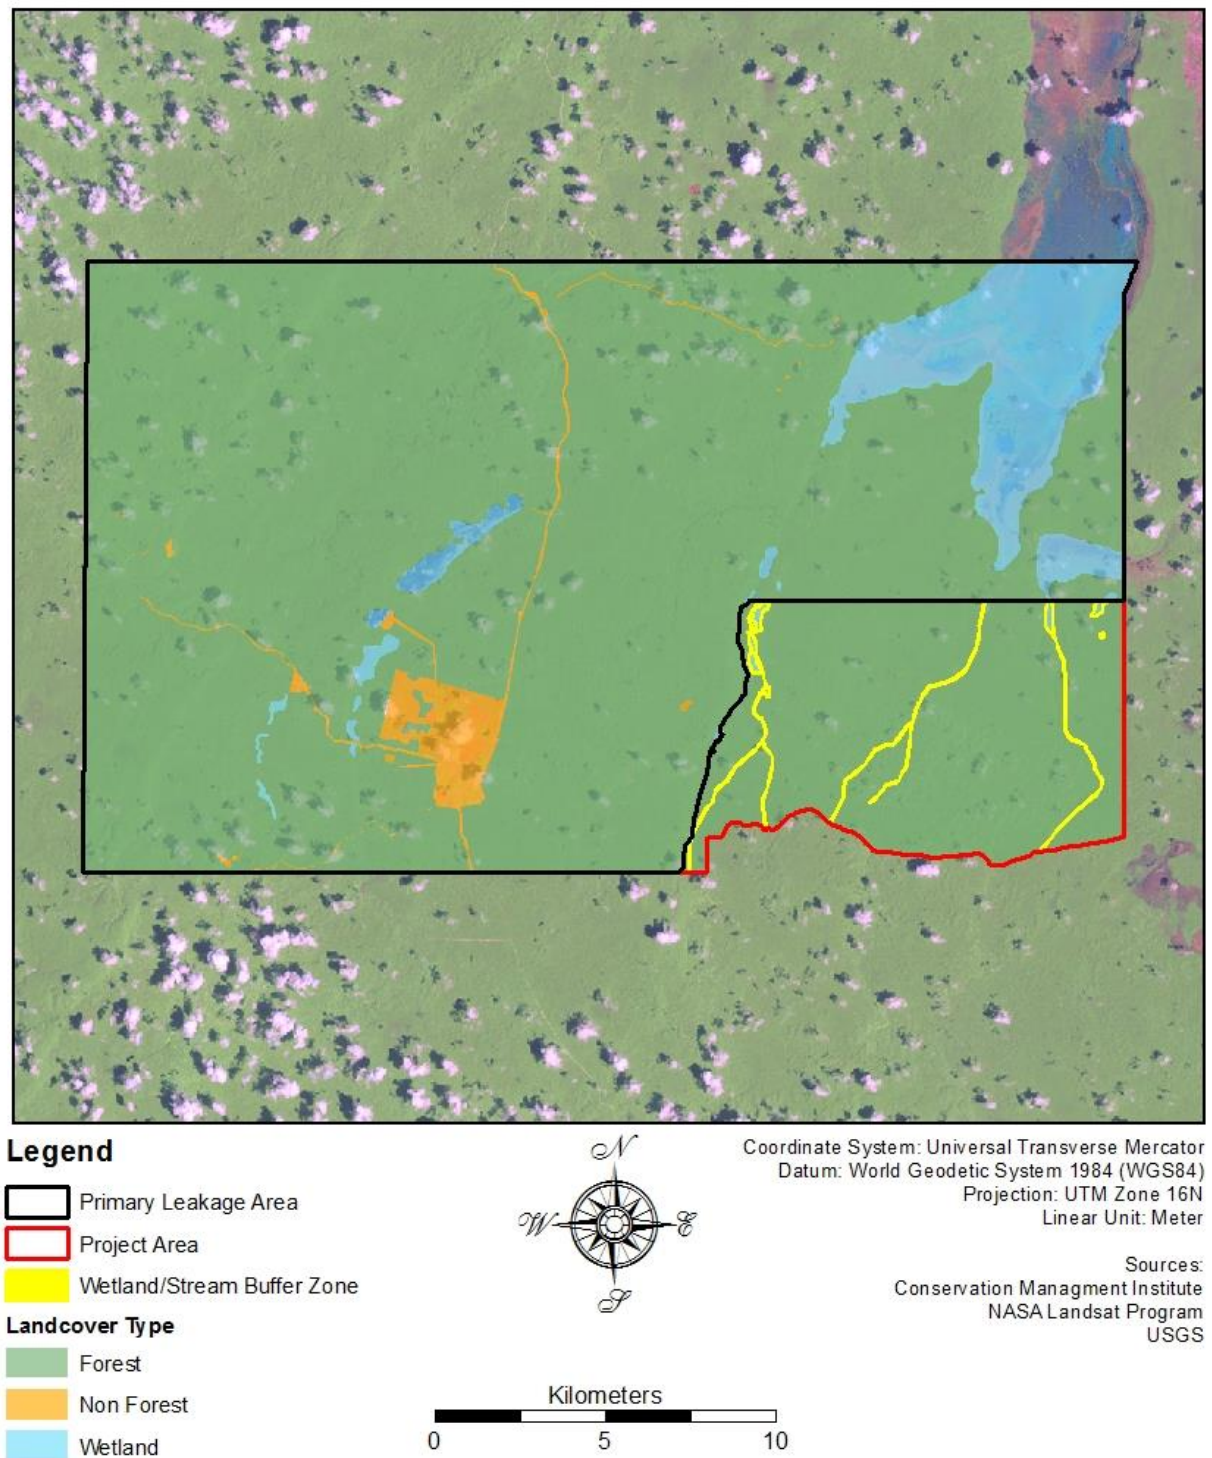 Legend
Primary Leakage Area
Project Area
Wetland/Stream Buffer Zone
Landcover Type
Forest
Non Forest
Wetland
N
W
E
S
Kilometers
0 5 10
Coordinate System: Universal Transverse Mercator
Datum: World Geodetic System 1984 (WGS84)
Projection: UTM Zone 16N
Linear Unit: Meter
Sources:
Conservation Managment Institute
NASA Landsat Program
USGS